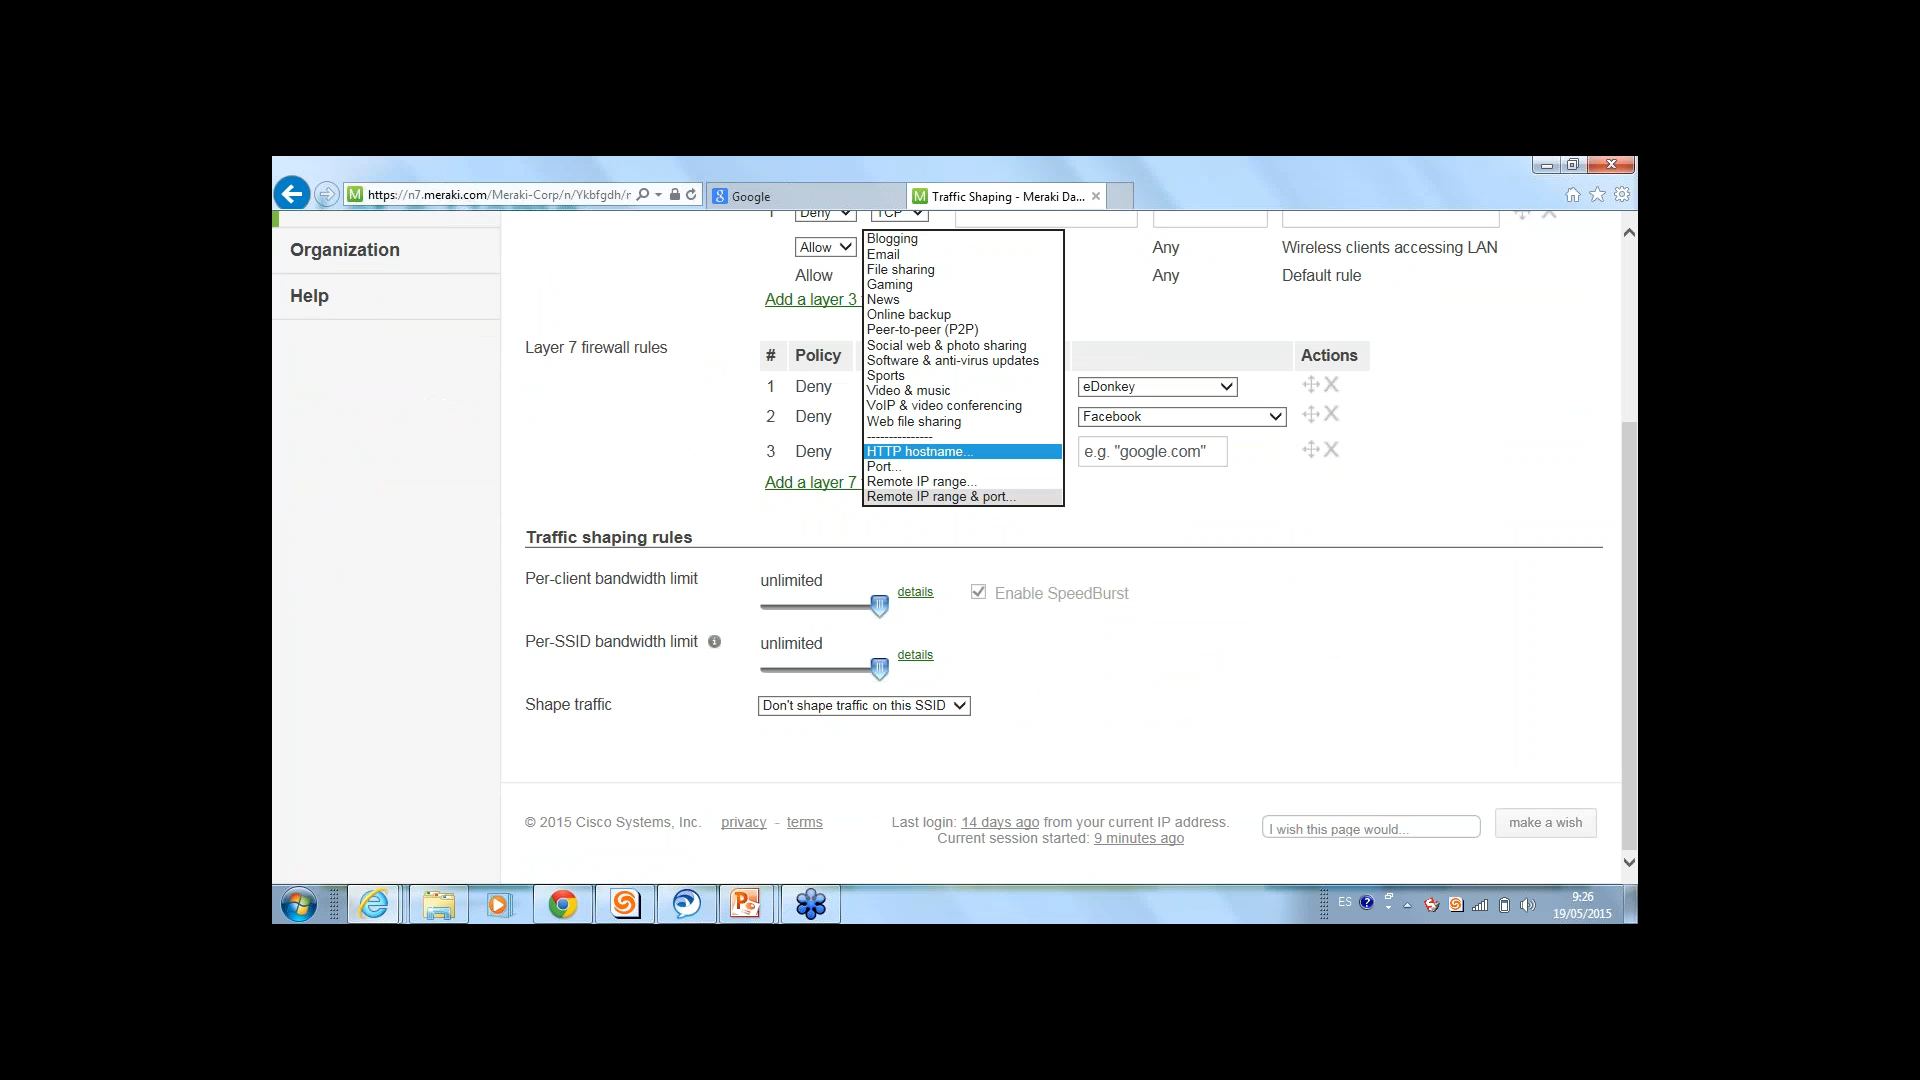 https://n7.meraki.com/Meraki-Corp/n/Ykbfgdh/r
Google
Traffic Shaping - Meraki Da...
1 Deny TCP
Organization
Help
Allow Any Wireless clients accessing LAN
Allow Any Default rule
Add a layer 3
Blogging
Email
File sharing
Gaming
News
Online backup
Peer-to-peer (P2P)
Social web & photo sharing
Software & anti-virus updates
Sports
Video & music
VoIP & video conferencing
Web file sharing
---------------
HTTP hostname...
Port...
Remote IP range...
Remote IP range & port...
Layer 7 firewall rules
# Policy Actions
1 Deny eDonkey
2 Deny Facebook
3 Deny e.g. "google.com"
Add a layer 7
Traffic shaping rules
Per-client bandwidth limit unlimited details Enable SpeedBurst
Per-SSID bandwidth limit unlimited details
Shape traffic Don't shape traffic on this SSID
© 2015 Cisco Systems, Inc. privacy - terms
Last login: 14 days ago from your current IP address.
Current session started: 9 minutes ago
I wish this page would...
make a wish
ES
9:26
19/05/2015